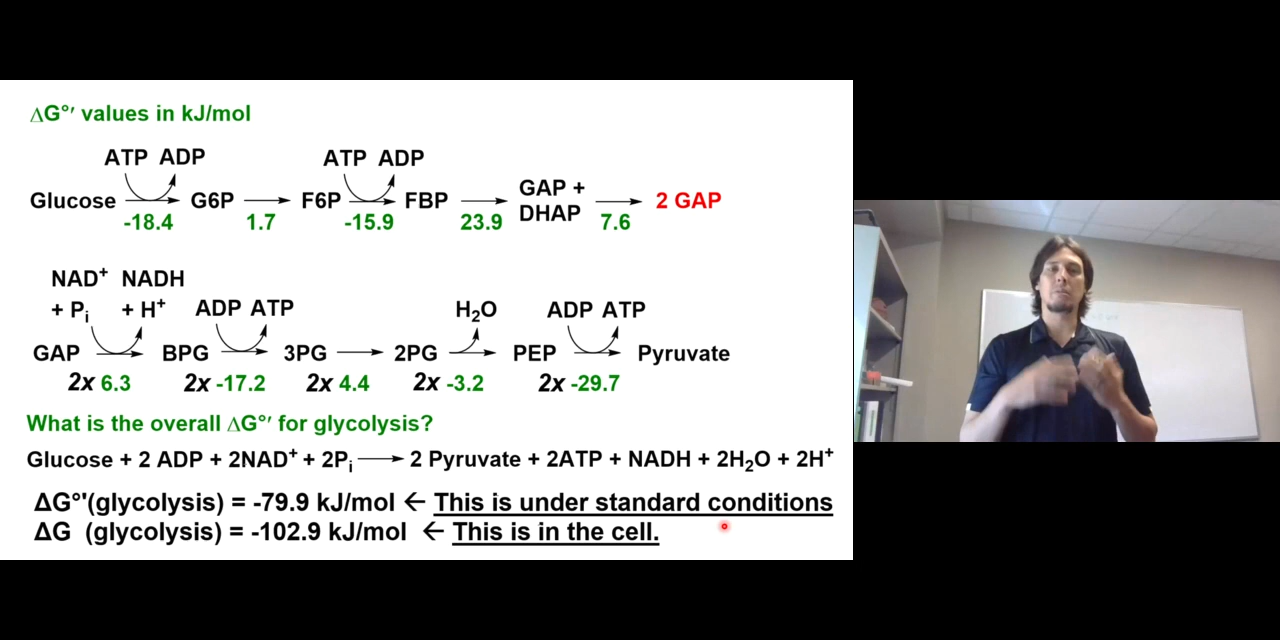 ΔG°′ values in kJ/mol
ATP ADP ATP ADP
Glucose G6P F6P FBP GAP + DHAP 2 GAP
-18.4 1.7 -15.9 23.9 7.6
NAD⁺ NADH
+ Pᵢ + H⁺ ADP ATP H₂O ADP ATP
GAP BPG 3PG 2PG PEP Pyruvate
2x 6.3 2x -17.2 2x 4.4 2x -3.2 2x -29.7
What is the overall ΔG°′ for glycolysis?
Glucose + 2 ADP + 2NAD⁺ + 2Pᵢ → 2 Pyruvate + 2ATP + NADH + 2H₂O + 2H⁺
ΔG°'(glycolysis) = -79.9 kJ/mol ← This is under standard conditions
ΔG (glycolysis) = -102.9 kJ/mol ← This is in the cell.